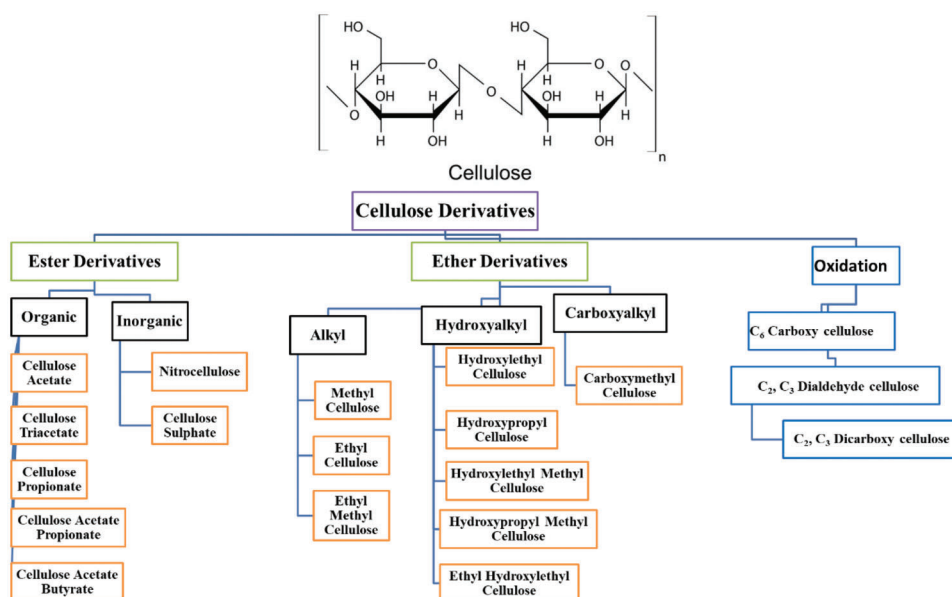 HO
HO
H
O
H
O
H
O
H
OH
H
O
H
OH
H
O
H
H
H
H
OH
H
OH
n
Cellulose
Cellulose Derivatives
Ester Derivatives
Ether Derivatives
Oxidation
Organic
Inorganic
Alkyl
Hydroxyalkyl
Carboxyalkyl
C₆ Carboxy cellulose
Cellulose
Acetate
Nitrocellulose
Hydroxylethyl
Cellulose
Carboxymethyl
Cellulose
C₂, C₃ Dialdehyde cellulose
Methyl
Cellulose
Cellulose
Triacetate
Cellulose
Sulphate
Hydroxypropyl
Cellulose
C₂, C₃ Dicarboxy cellulose
Ethyl
Cellulose
Cellulose
Propionate
Hydroxylethyl Methyl
Cellulose
Ethyl
Methyl
Cellulose
Cellulose Acetate
Propionate
Hydroxypropyl Methyl
Cellulose
Cellulose Acetate
Butyrate
Ethyl Hydroxylethyl
Cellulose